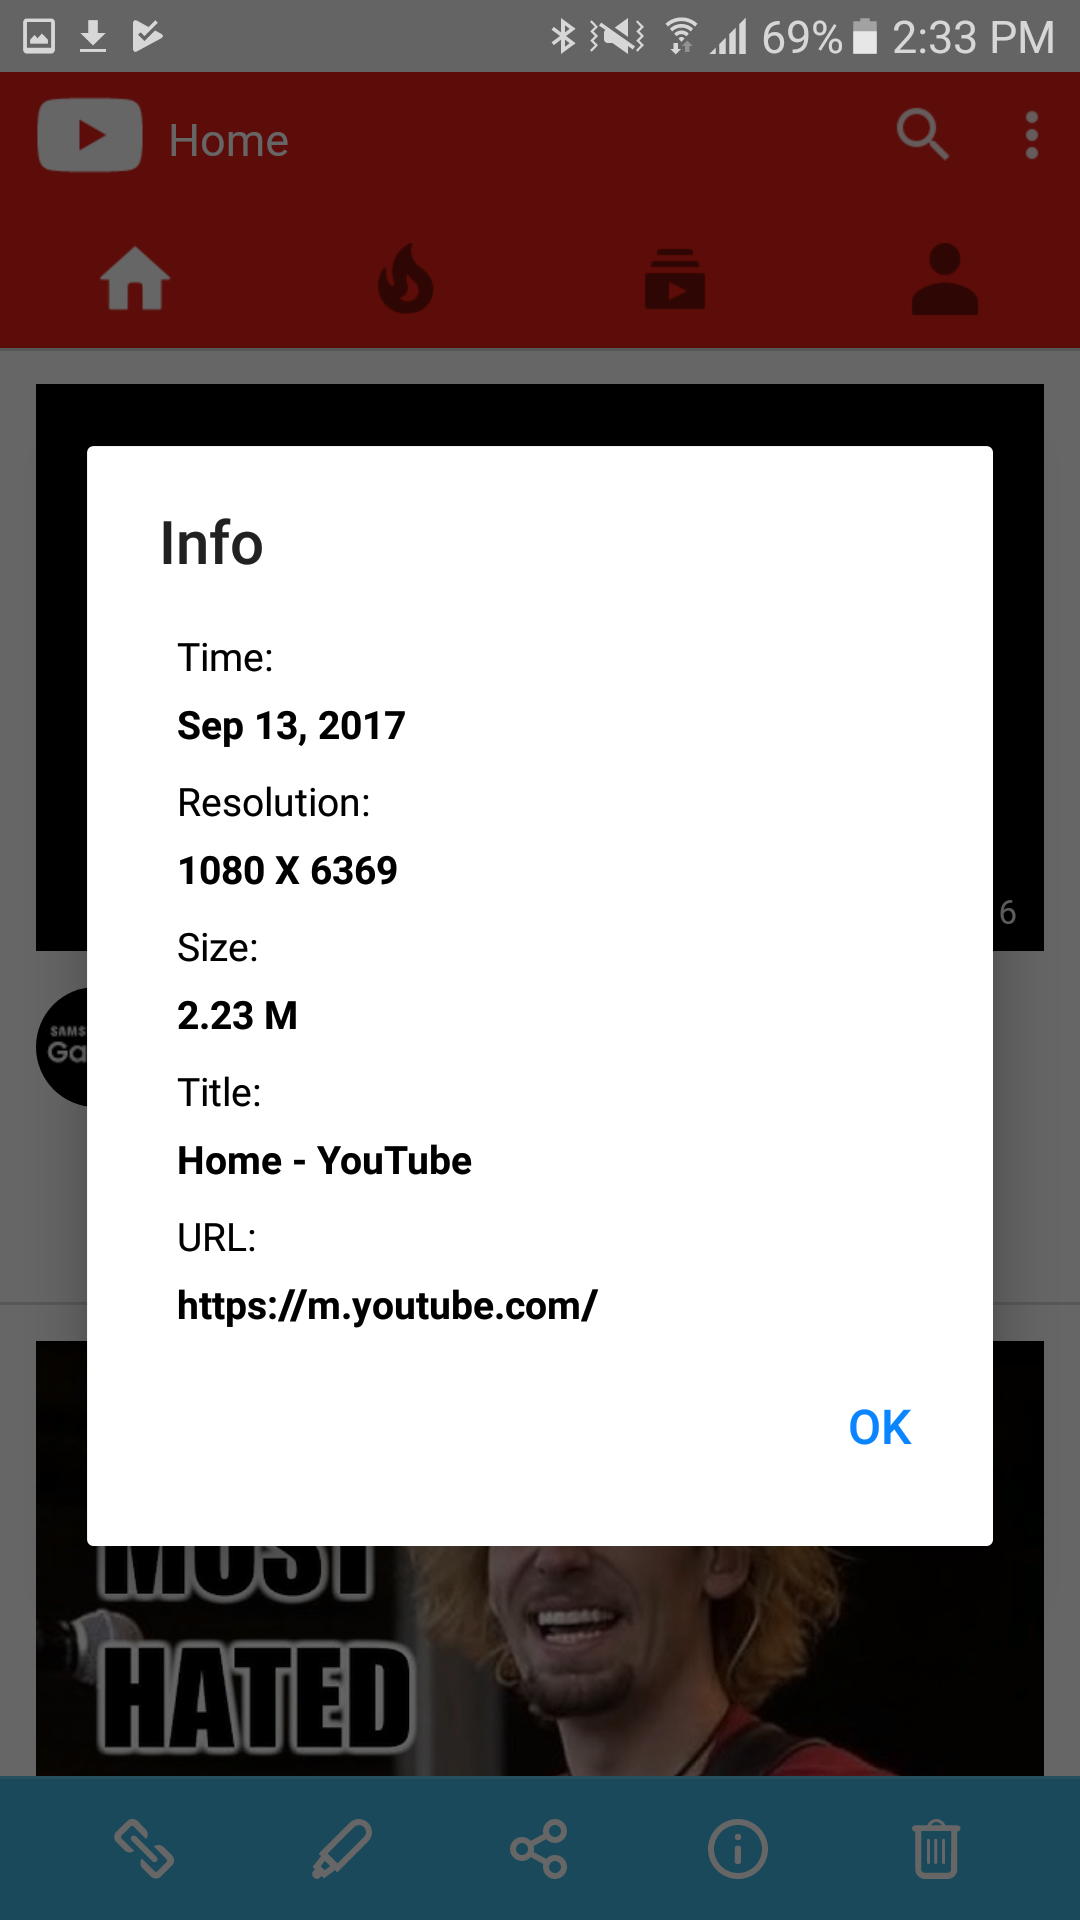 69% 2:33 PM
Home
Info
Time:
Sep 13, 2017
Resolution:
1080 X 6369
6
Size:
2.23 M
SAMS
Ga
Title:
Home - YouTube
URL:
https://m.youtube.com/
OK
MOST
HATED